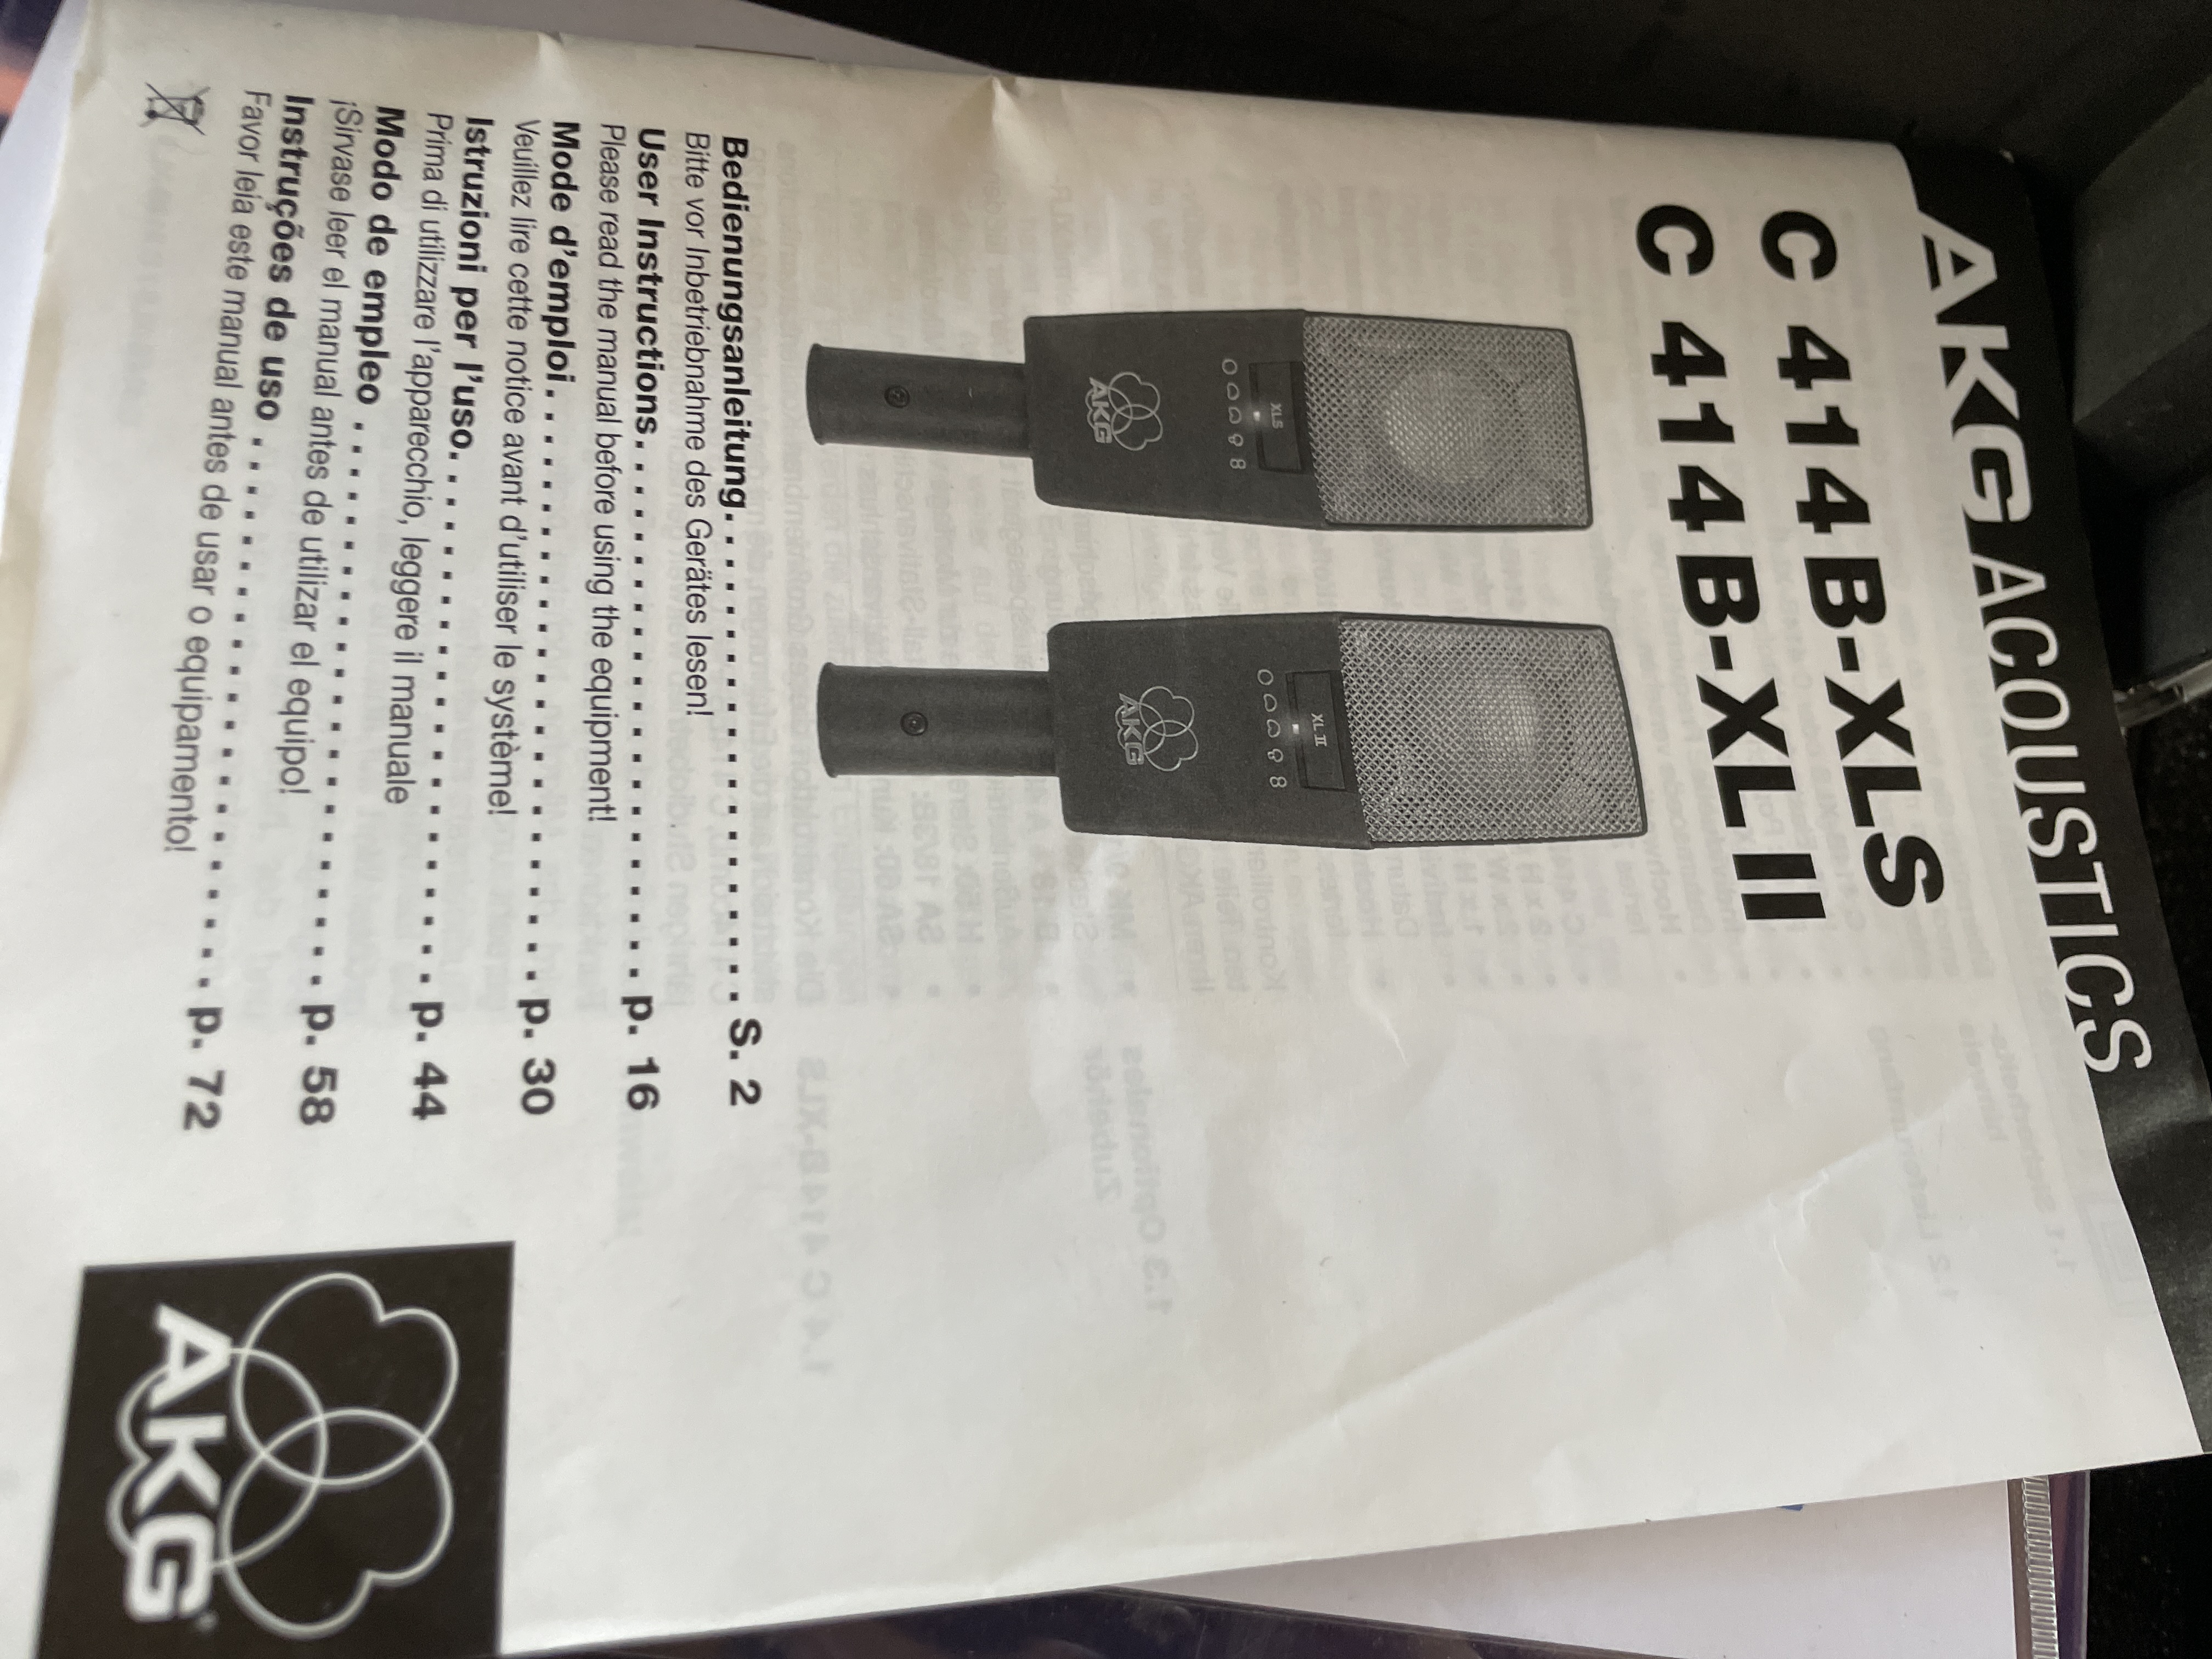 AKG ACOUSTICS
C 414 B-XLS
C 414 B-XL II
XLS
AKG
XL II
AKG
Bedienungsanleitung. . . . . . . . . . . . . . . . . . . . . S. 2
Bitte vor Inbetriebnahme des Gerätes lesen!
User Instructions. . . . . . . . . . . . . . . . . . . . . . . . p. 16
Please read the manual before using the equipment!
Mode d'emploi. . . . . . . . . . . . . . . . . . . . . . . . . . p. 30
Veuillez lire cette notice avant d'utiliser le système!
Istruzioni per l'uso. . . . . . . . . . . . . . . . . . . . . . . p. 44
Prima di utilizzare l'apparecchio, leggere il manuale
Modo de empleo . . . . . . . . . . . . . . . . . . . . . . . . p. 58
¡Sirvase leer el manual antes de utilizar el equipo!
Instruções de uso . . . . . . . . . . . . . . . . . . . . . . . p. 72
Favor leia este manual antes de usar o equipamento!
AKG